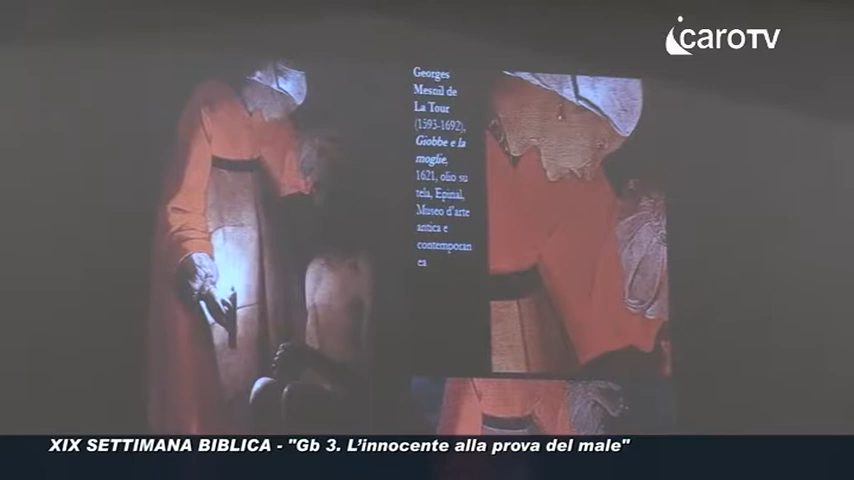 icaroTV
Georges
Mesnil de
La Tour
(1593-1692),
Giobbe e la
moglie,
1621, olio su
tela, Epinal,
Museo d'arte
antica e
contemporan
ea
XIX SETTIMANA BIBLICA - "Gb 3. L'innocente alla prova del male"